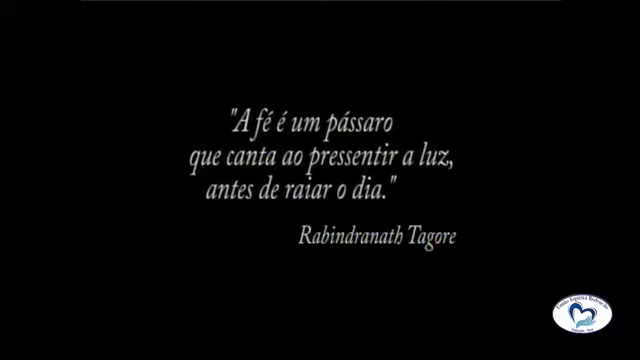 "A fé é um pássaro
que canta ao pressentir a luz,
antes de raiar o dia."
Rabindranath Tagore